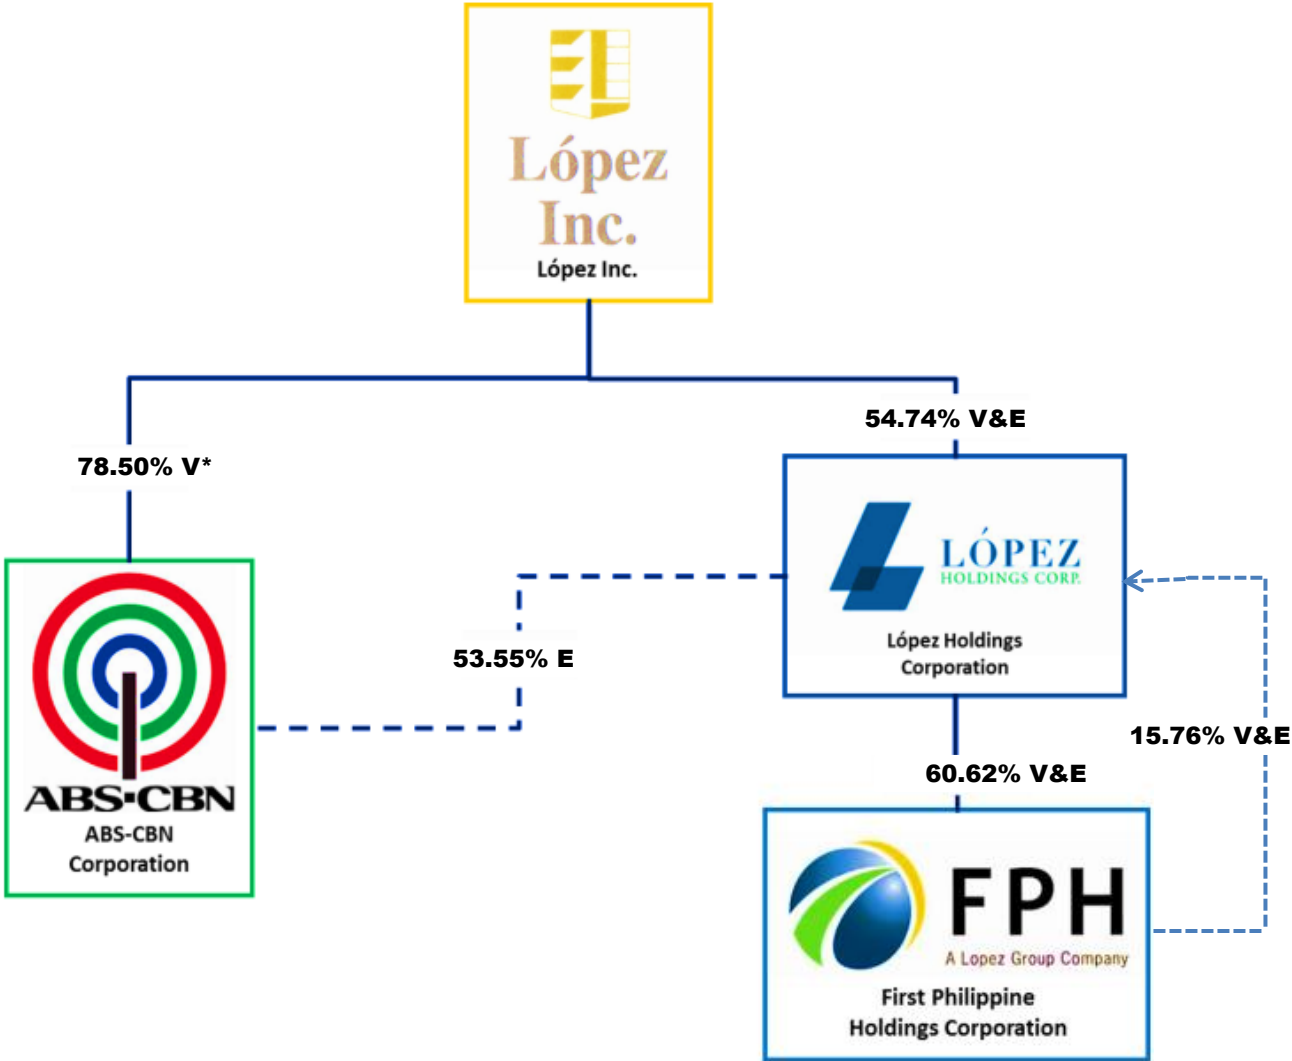 López
Inc.
López Inc.
54.74% V&E
78.50% V*
LÓPEZ
HOLDINGS CORP.
López Holdings
Corporation
53.55% E
15.76% V&E
60.62% V&E
ABS-CBN
ABS-CBN
Corporation
FPH
A Lopez Group Company
First Philippine
Holdings Corporation